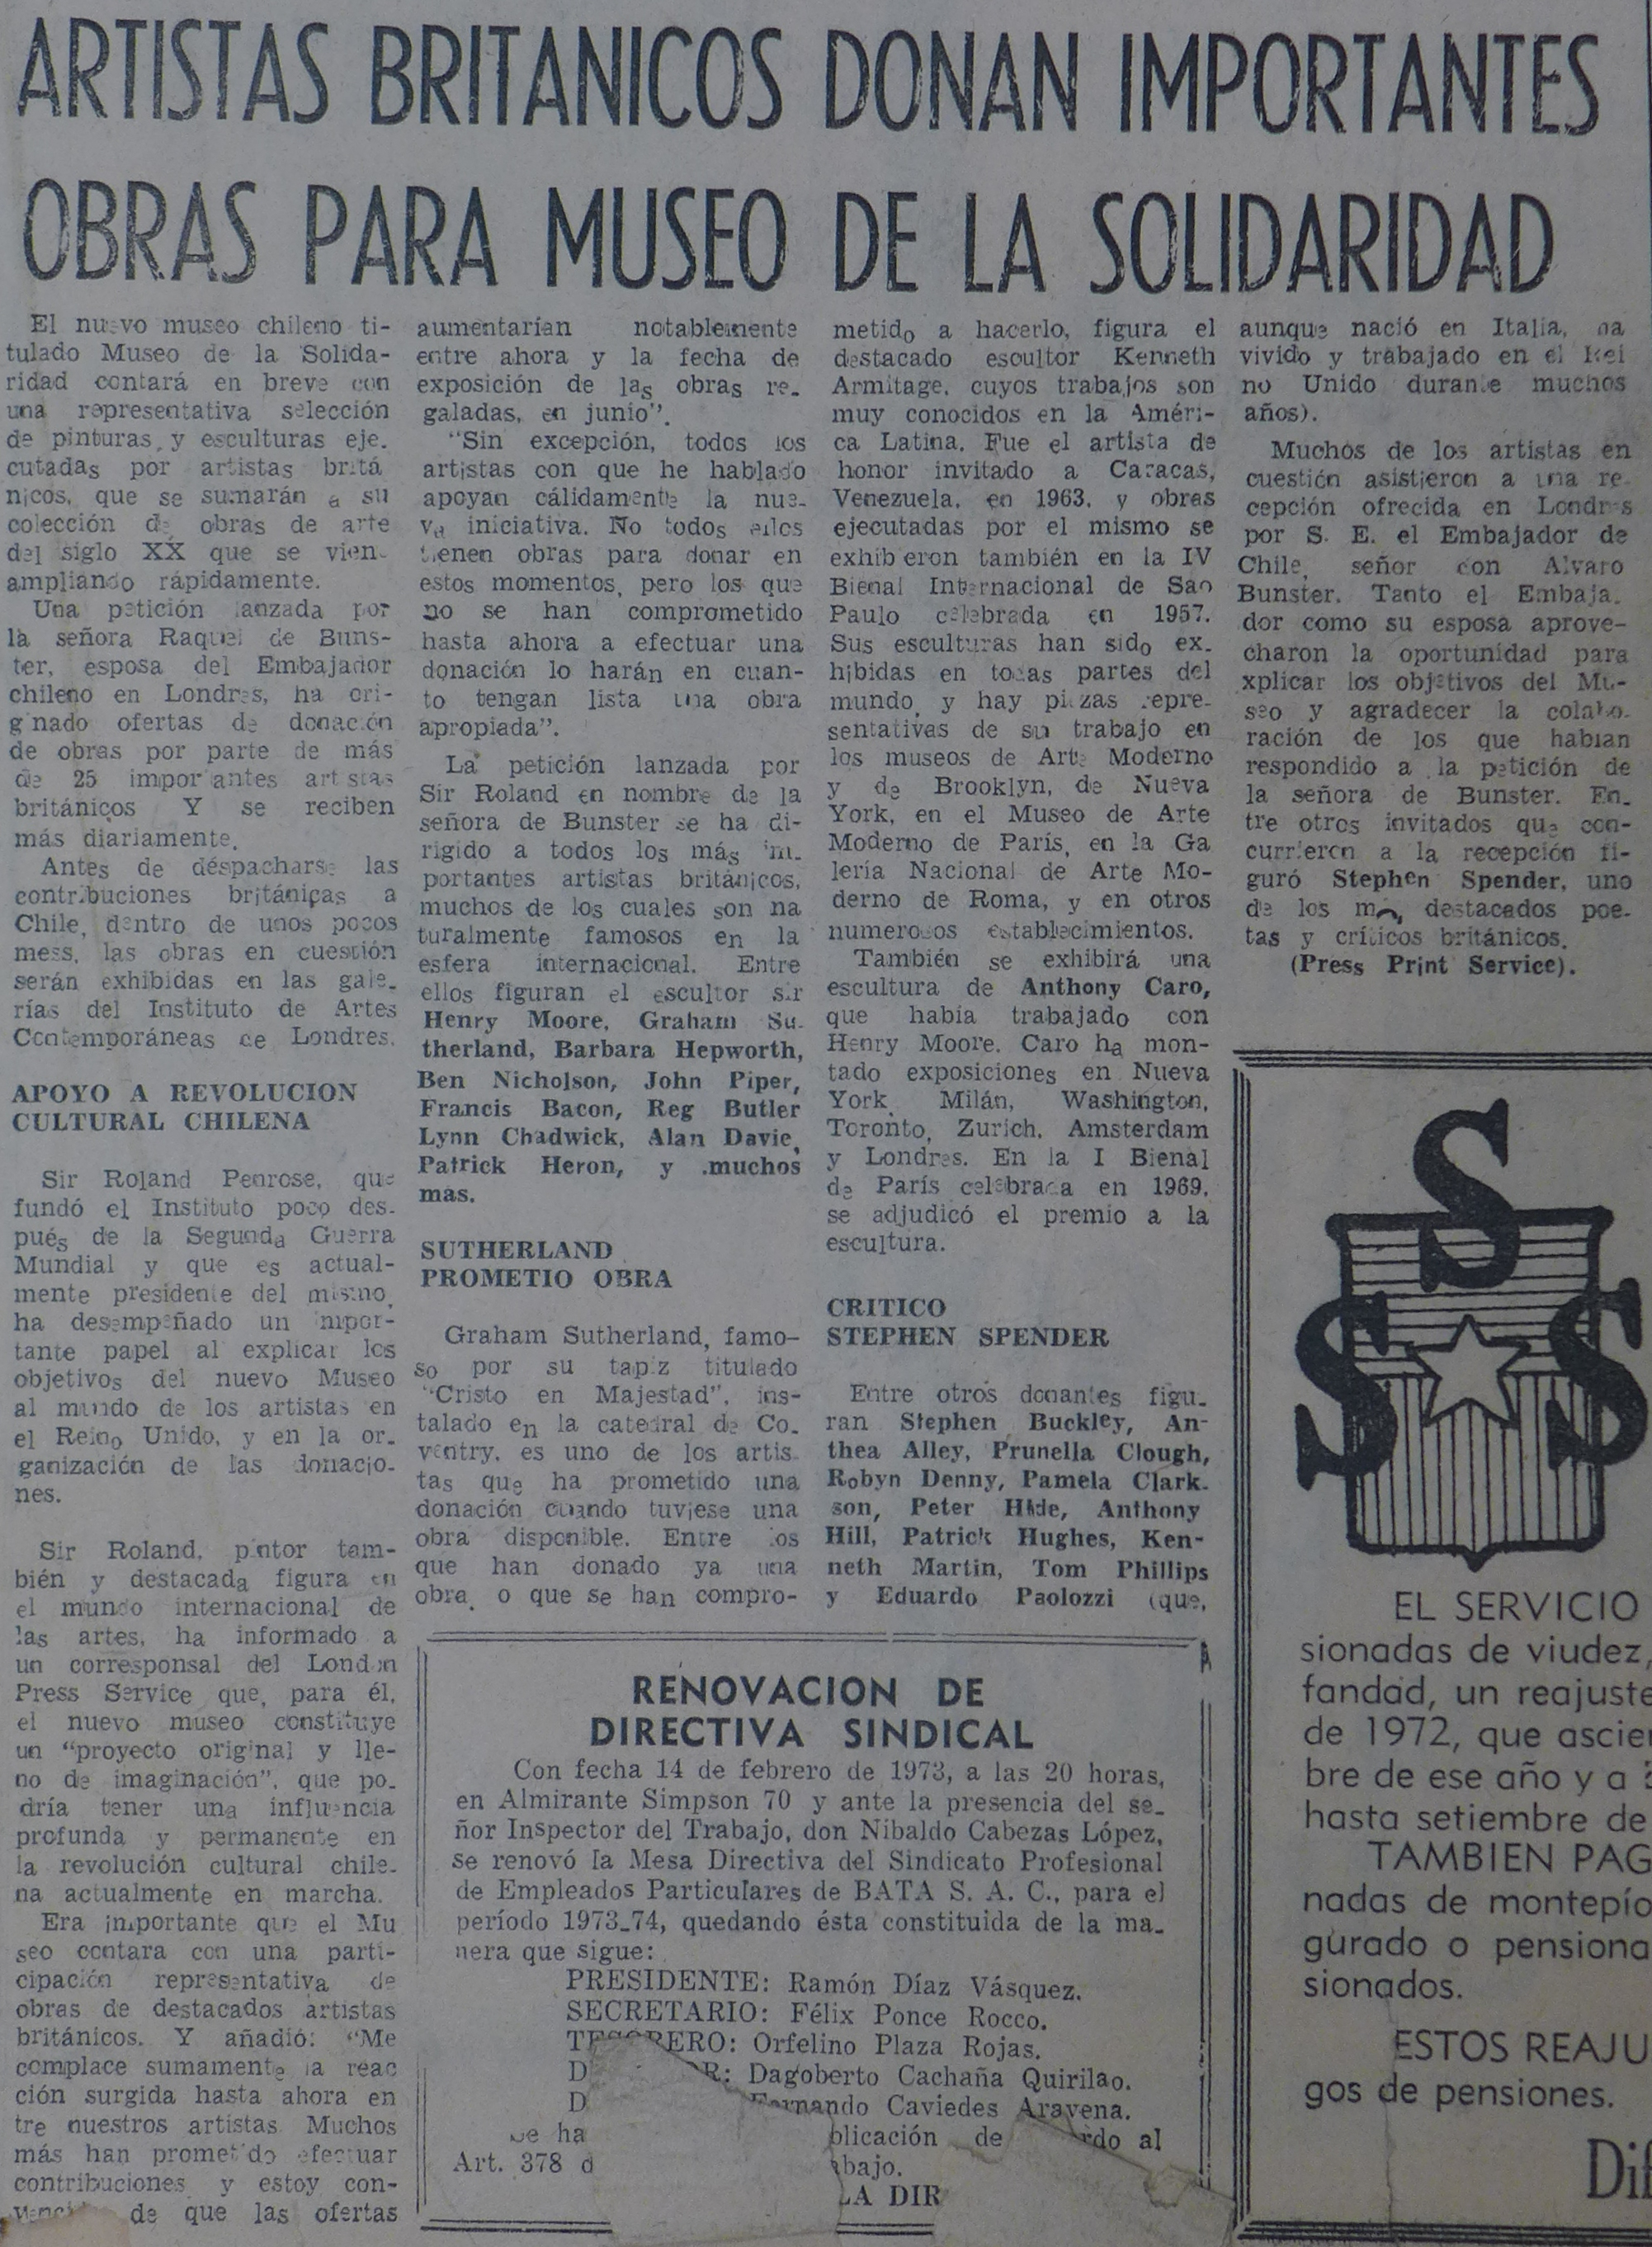 ARTISTAS BRITANICOS DONAN IMPORTANTES
OBRAS PARA MUSEO DE LA SOLIDARIDAD
El nuevo museo chileno ti-
tulado Museo de la Solida-
ridad contará en breve con
una representativa selección
de pinturas y esculturas eje.
cutadas por artistas britá
nicos, que se sumarán a su
colección de obras de arte
del siglo XX que se vien-
ampliando rápidamente.
Una petición lanzada por
la señora Raquel de Buns-
ter, esposa del Embajador
chileno en Londres, ha ori-
ginado ofertas de donación
de obras por parte de más
de 25 importantes artistas
británicos Y se reciben
más diariamente.
Antes de despacharse las
contribuciones británicas a
Chile, dentro de unos pocos
mess, las obras en cuestión
serán exhibidas en las gale-
rías del Instituto de Artes
Contemporáneas de Londres.
APOYO A REVOLUCION
CULTURAL CHILENA
Sir Roland Penrose, que
fundó el Instituto poco des-
pués de la Segunda Guerra
Mundial y que es actual-
mente presidente del mismo,
ha desempeñado un impor-
tante papel al explicar los
objetivos del nuevo Museo
al mundo de los artistas en
el Reino Unido, y en la or-
ganización de las donacio-
nes.
Sir Roland, pintor tam-
bién y destacada figura en
el mundo internacional de
las artes, ha informado a
un corresponsal del London
Press Service que, para él,
el nuevo museo constituye
un "proyecto original y lle-
no de imaginación", que po-
dría tener una influencia
profunda y permanente en
la revolución cultural chile-
na actualmente en marcha.
Era importante que el Mu
seo contara con una parti-
cipación representativa de
obras de destacados artistas
británicos. Y añadió: "Me
complace sumamente la reac
ción surgida hasta ahora en
tre nuestros artistas. Muchos
más han prometido efectuar
contribuciones y estoy con-
de que las ofertas
aumentarían notablemente
entre ahora y la fecha de
exposición de las obras re-
galadas, en junio".
"Sin excepción, todos los
artistas con que he hablado
apoyan cálidamente la nue-
va iniciativa. No todos ellos
tienen obras para donar en
estos momentos, pero los que
no se han comprometido
hasta ahora a efectuar una
donación lo harán en cuan-
to tengan lista una obra
apropiada".
La petición lanzada por
Sir Roland en nombre de la
señora de Bunster se ha di-
rigido a todos los más im-
portantes artistas británicos,
muchos de los cuales son na
turalmente famosos en la
esfera internacional. Entre
ellos figuran el escultor sir
Henry Moore, Graham Su-
therland, Barbara Hepworth,
Ben Nicholson, John Piper,
Francis Bacon, Reg Butler
Lynn Chadwick, Alan Davie,
Patrick Heron, y muchos
mas.
SUTHERLAND
PROMETIO OBRA
Graham Sutherland, famo-
so por su tapiz titulado
"Cristo en Majestad", ins-
talado en la catedral de Co-
ventry, es uno de los artis
tas que ha prometido una
donación cuando tuviese una
obra disponible. Entre los
que han donado ya una
obra, o que se han compro-
metido a hacerlo, figura el
destacado escultor Kenneth
Armitage, cuyos trabajos son
muy conocidos en la Améri-
ca Latina. Fue el artista de
honor invitado a Caracas,
Venezuela, en 1963, y obras
ejecutadas por el mismo se
exhibieron también en la IV
Bienal Internacional de Sao
Paulo celebrada en 1957.
Sus esculturas han sido ex-
hibidas en todas partes del
mundo, y hay piezas repre-
sentativas de su trabajo en
los museos de Arte Moderno
y de Brooklyn, de Nueva
York, en el Museo de Arte
Moderno de París, en la Ga
lería Nacional de Arte Mo-
derno de Roma, y en otros
numerosos establecimientos.
También se exhibirá una
escultura de Anthony Caro,
que había trabajado con
Henry Moore. Caro ha mon-
tado exposiciones en Nueva
York, Milán, Washington,
Toronto, Zurich, Amsterdam
y Londres. En la I Bienal
de París celebrada en 1969,
se adjudicó el premio a la
escultura.
CRITICO
STEPHEN SPENDER
Entre otros donantes figu-
ran Stephen Buckley, An-
thea Alley, Prunella Clough,
Robyn Denny, Pamela Clark-
son, Peter Hide, Anthony
Hill, Patrick Hughes, Ken-
neth Martin, Tom Phillips
y Eduardo Paolozzi (que,
aunque nació en Italia, ha
vivido y trabajado en el Rei
no Unido durante muchos
años).
Muchos de los artistas en
cuestión asistieron a una re-
cepción ofrecida en Londres
por S. E. el Embajador de
Chile, señor con Alvaro
Bunster. Tanto el Embaja-
dor como su esposa aprove-
charon la oportunidad para
xplicar los objetivos del Mu-
seo y agradecer la colabo-
ración de los que habían
respondido a la petición de
la señora de Bunster. En-
tre otros invitados que con-
currieron a la recepción fi-
guró Stephen Spender, uno
de los destacados poe-
tas y críticos británicos.
(Press Print Service).
RENOVACION DE
DIRECTIVA SINDICAL
Con fecha 14 de febrero de 1973, a las 20 horas,
en Almirante Simpson 70 y ante la presencia del se-
ñor Inspector del Trabajo, don Nibaldo Cabezas López,
se renovó la Mesa Directiva del Sindicato Profesional
de Empleados Particulares de BATA S. A. C., para el
período 1973-74, quedando ésta constituida de la ma-
nera que sigue:
PRESIDENTE: Ramón Díaz Vásquez.
SECRETARIO: Félix Ponce Rocco.
TESORERO: Orfelino Plaza Rojas.
D R: Dagoberto Cachaña Quirilao.
D Fernando Caviedes Aravena.
Se ha blicación de rdo al
Art. 378 d abajo.
LA DIR
SSS
EL SERVICIO
sionadas de viudez,
fandad, un reajuste
de 1972, que ascie
bre de ese año y a 2
hasta setiembre de
TAMBIEN PAG
nadas de montepío
gurado o pensiona
sionados.
ESTOS REAJU
gos de pensiones.
Dif